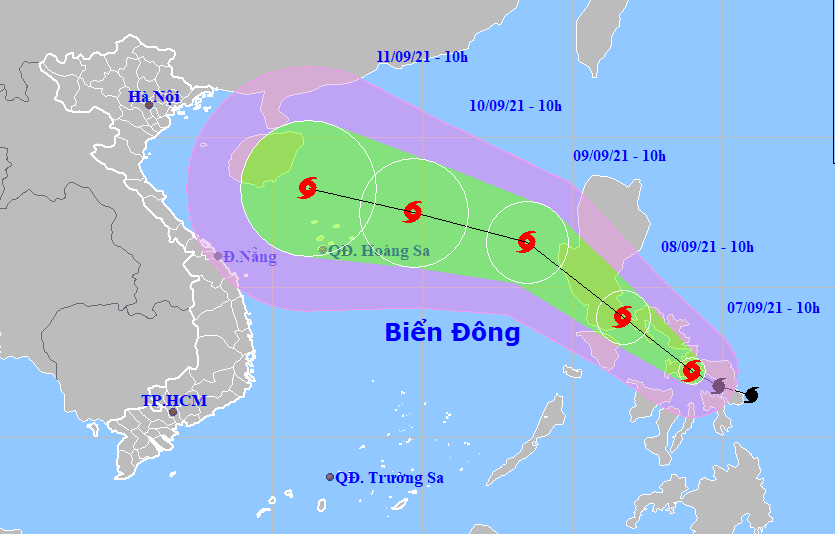 11/09/21 - 10h
Hà Nội
10/09/21 - 10h
09/09/21 - 10h
08/09/21 - 10h
QĐ. Hoàng Sa
Đ.Nẵng
07/09/21 - 10h
Biển Đông
TP.HCM
QĐ. Trường Sa